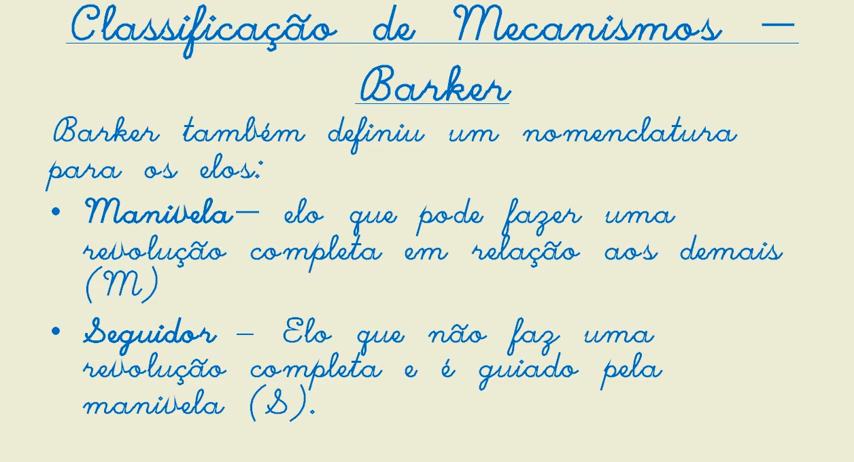 Classificação de Mecanismos –
Barker
Barker também definiu um nomenclatura
para os elos:
• Manivela– elo que pode fazer uma
revolução completa em relação aos demais
(M)
• Seguidor – Elo que não faz uma
revolução completa e é guiado pela
manivela (S).